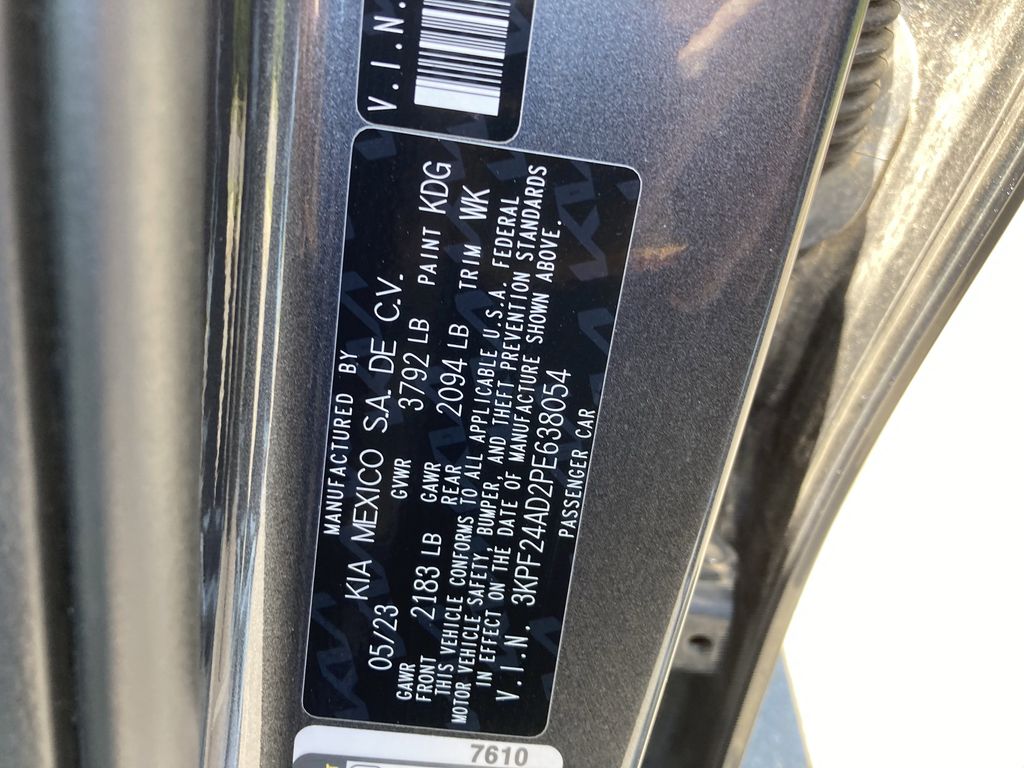 V.I.N.
MANUFACTURED BY
KIA MEXICO S.A. DE C.V.
05/23 GVWR 3792 LB PAINT KDG
GAWR FRONT 2183 LB GAWR REAR 2094 LB TRIM WK
THIS VEHICLE CONFORMS TO ALL APPLICABLE U.S.A. FEDERAL
MOTOR VEHICLE SAFETY, BUMPER, AND THEFT PREVENTION STANDARDS
IN EFFECT ON THE DATE OF MANUFACTURE SHOWN ABOVE.
V.I.N. 3KPF24AD2PE638054
PASSENGER CAR
7610